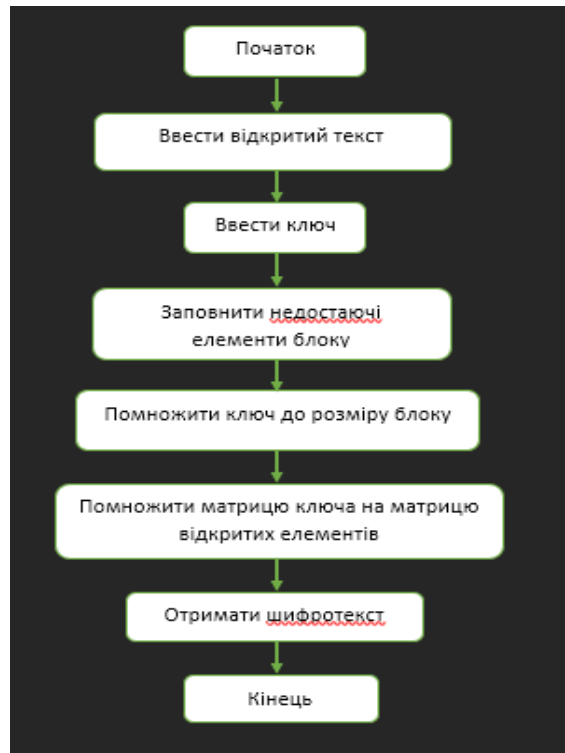 Початок
Ввести відкритий текст
Ввести ключ
Заповнити недостаючі
елементи блоку
Помножити ключ до розміру блоку
Помножити матрицю ключа на матрицю
відкритих елементів
Отримати шифротекст
Кінець